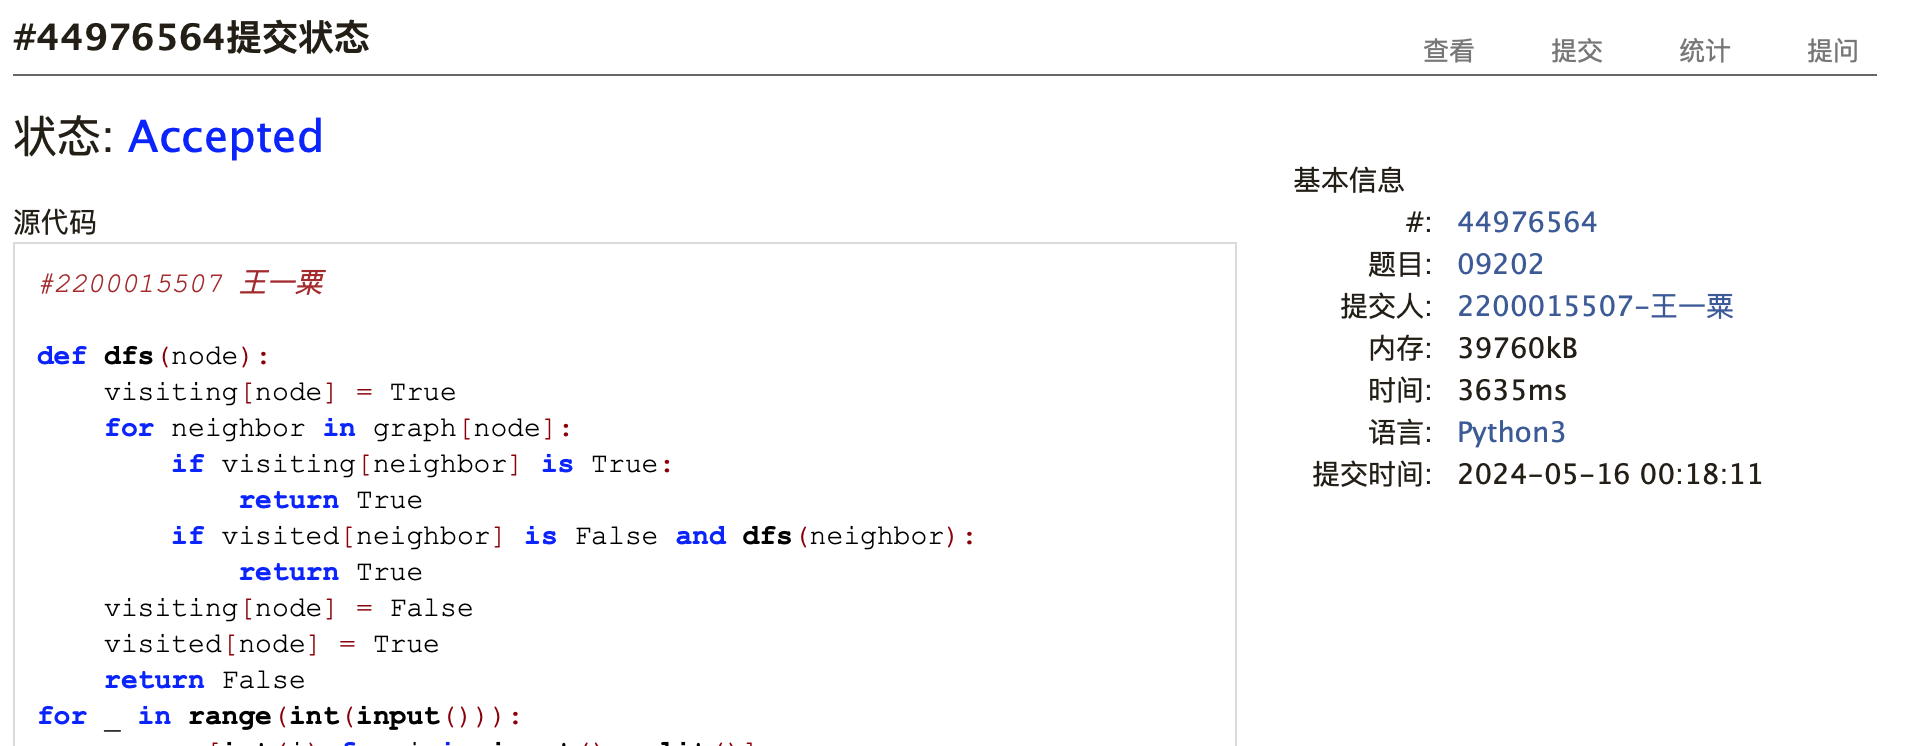 #44976564提交状态
查看 提交 统计 提问
状态: Accepted
源代码
#2200015507 王一粟
def dfs(node):
    visiting[node] = True
    for neighbor in graph[node]:
        if visiting[neighbor] is True:
            return True
        if visited[neighbor] is False and dfs(neighbor):
            return True
    visiting[node] = False
    visited[node] = True
    return False
for _ in range(int(input())):
基本信息
#: 44976564
题目: 09202
提交人: 2200015507-王一粟
内存: 39760kB
时间: 3635ms
语言: Python3
提交时间: 2024-05-16 00:18:11